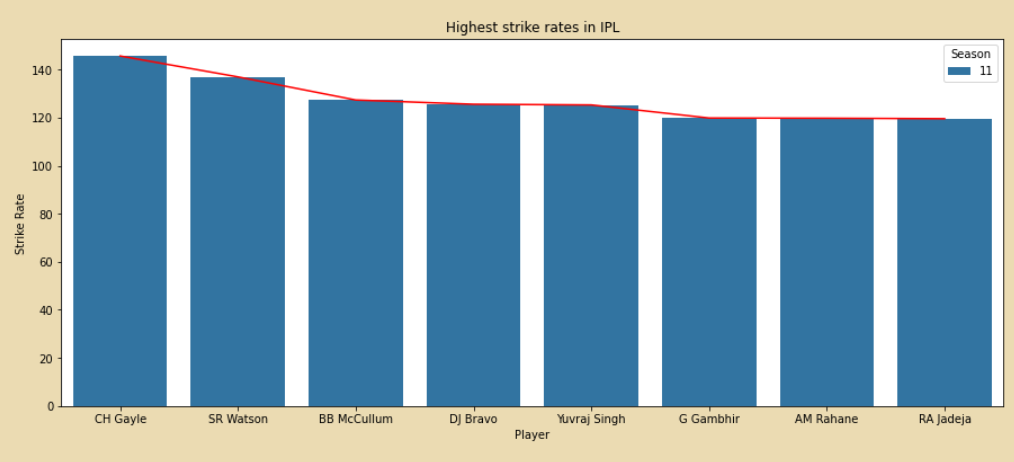 Highest strike rates in IPL
Season
11
140
120
100
80
60
40
20
0
Strike Rate
CH Gayle SR Watson BB McCullum DJ Bravo Yuvraj Singh G Gambhir AM Rahane RA Jadeja
Player